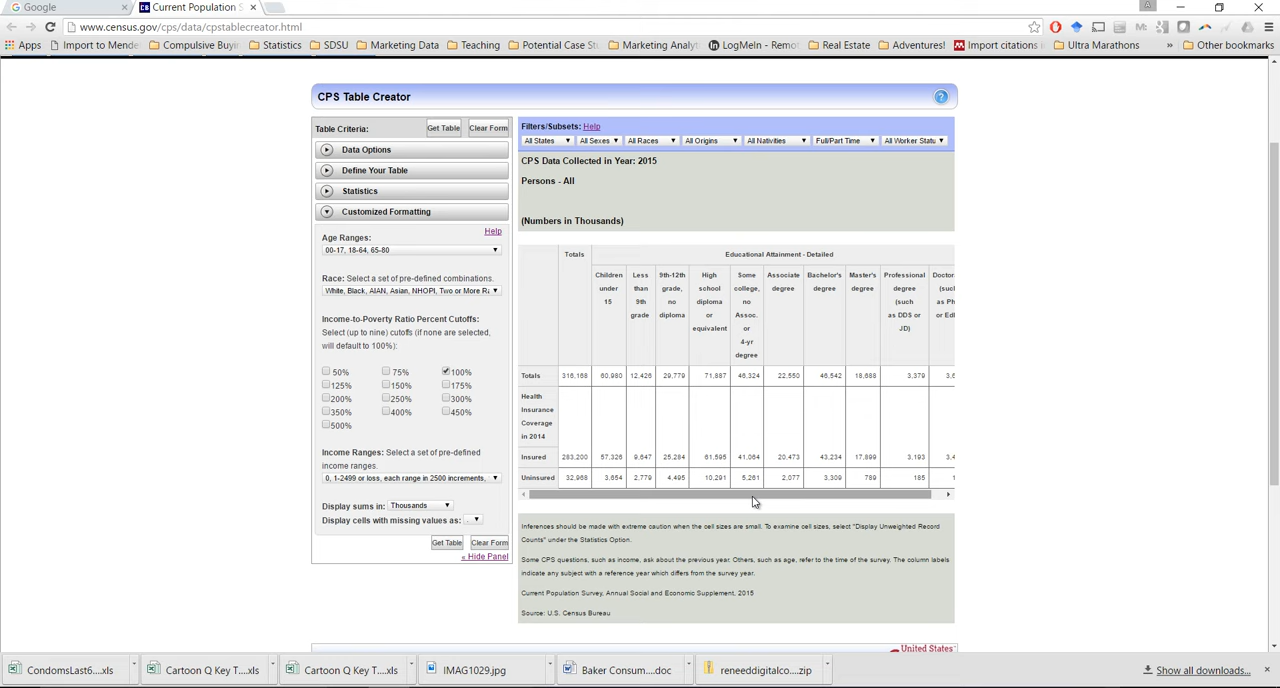 Google
Current Population S
www.census.gov/cps/data/cpstablecreator.html
Apps Import to Mende Compulsive Buyin Statistics SDSU Marketing Data Teaching Potential Case Stu Marketing Analyt LogMeIn - Remot Real Estate Adventures! Import citations i Ultra Marathons » Other bookmarks
CPS Table Creator
Table Criteria: Get Table Clear Form
Data Options
Define Your Table
Statistics
Customized Formatting
Help
Age Ranges:
00-17, 18-64, 65-80
Race: Select a set of pre-defined combinations.
White, Black, AIAN, Asian, NHOPI, Two or More Ra
Income-to-Poverty Ratio Percent Cutoffs:
Select (up to nine) cutoffs (if none are selected,
will default to 100%):
50% 75% 100%
125% 150% 175%
200% 250% 300%
350% 400% 450%
500%
Income Ranges: Select a set of pre-defined
income ranges.
0, 1-2499 or loss, each range in 2500 increments,
Display sums in: Thousands
Display cells with missing values as: .
Get Table Clear Form
« Hide Panel
Filters/Subsets: Help
All States All Sexes All Races All Origins All Nativities Full/Part Time All Worker Statu
CPS Data Collected in Year: 2015
Persons - All
(Numbers in Thousands)
Totals Educational Attainment - Detailed
Children under 15
Less than 9th grade
9th-12th grade, no diploma
High school diploma or equivalent
Some college, no Assoc. or 4-yr degree
Associate degree
Bachelor's degree
Master's degree
Professional degree (such as DDS or JD)
Doctor (suc as Ph or Edl
Totals 316,168 60,980 12,426 29,779 71,887 46,324 22,550 46,542 18,688 3,379 3,6
Health Insurance Coverage in 2014
Insured 283,200 57,326 9,647 25,284 61,595 41,064 20,473 43,234 17,899 3,193 3,4
Uninsured 32,968 3,654 2,779 4,495 10,291 5,261 2,077 3,309 789 185 1
Inferences should be made with extreme caution when the cell sizes are small. To examine cell sizes, select "Display Unweighted Record
Counts" under the Statistics Option.
Some CPS questions, such as income, ask about the previous year. Others, such as age, refer to the time of the survey. The column labels
indicate any subject with a reference year which differs from the survey year.
Current Population Survey, Annual Social and Economic Supplement, 2015
Source: U.S. Census Bureau
United States
CondomsLast6....xls Cartoon Q Key T...xls Cartoon Q Key T...xls IMAG1029.jpg Baker Consum....doc reneeddigitalco....zip Show all downloads...